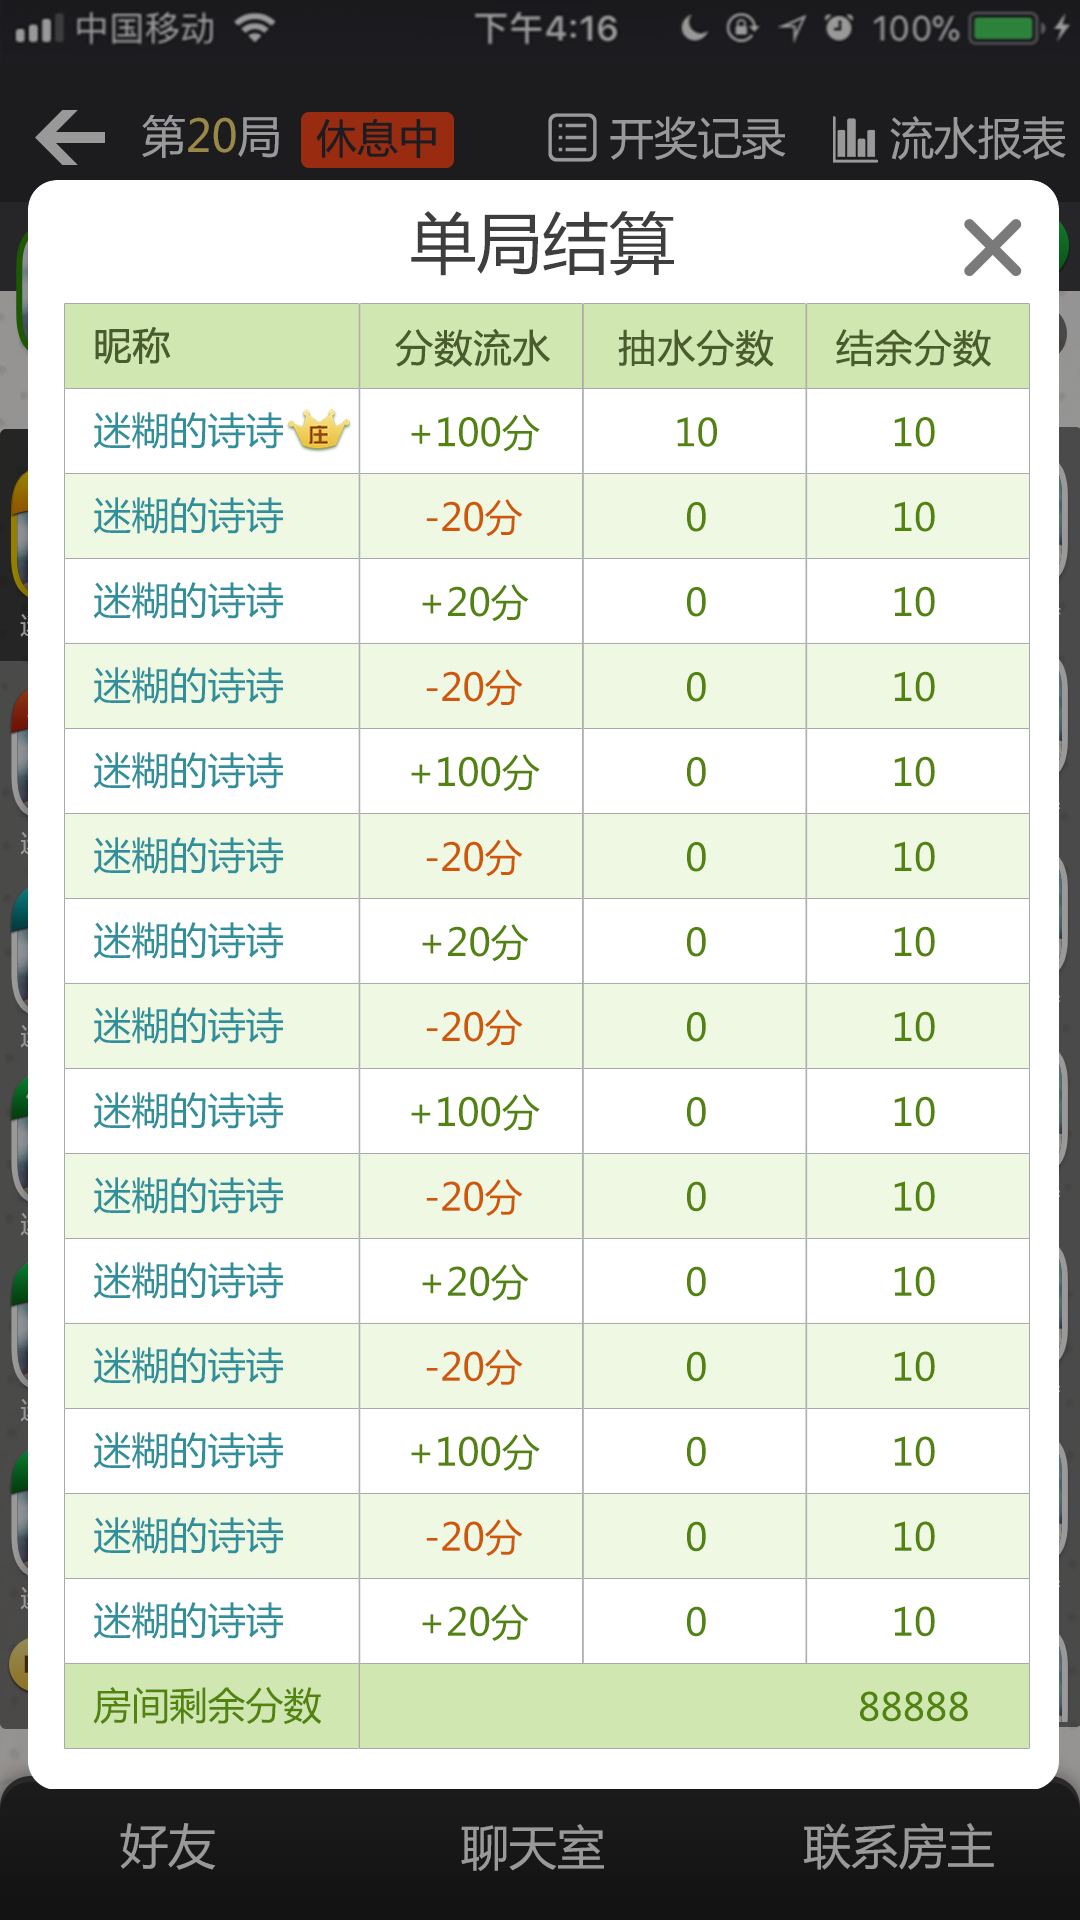 中国移动 下午4:16 100%
第20局 休息中 开奖记录 流水报表
单局结算
昵称 分数流水 抽水分数 结余分数
迷糊的诗诗 庄 +100分 10 10
迷糊的诗诗 -20分 0 10
迷糊的诗诗 +20分 0 10
迷糊的诗诗 -20分 0 10
迷糊的诗诗 +100分 0 10
迷糊的诗诗 -20分 0 10
迷糊的诗诗 +20分 0 10
迷糊的诗诗 -20分 0 10
迷糊的诗诗 +100分 0 10
迷糊的诗诗 -20分 0 10
迷糊的诗诗 +20分 0 10
迷糊的诗诗 -20分 0 10
迷糊的诗诗 +100分 0 10
迷糊的诗诗 -20分 0 10
迷糊的诗诗 +20分 0 10
房间剩余分数 88888
好友 聊天室 联系房主